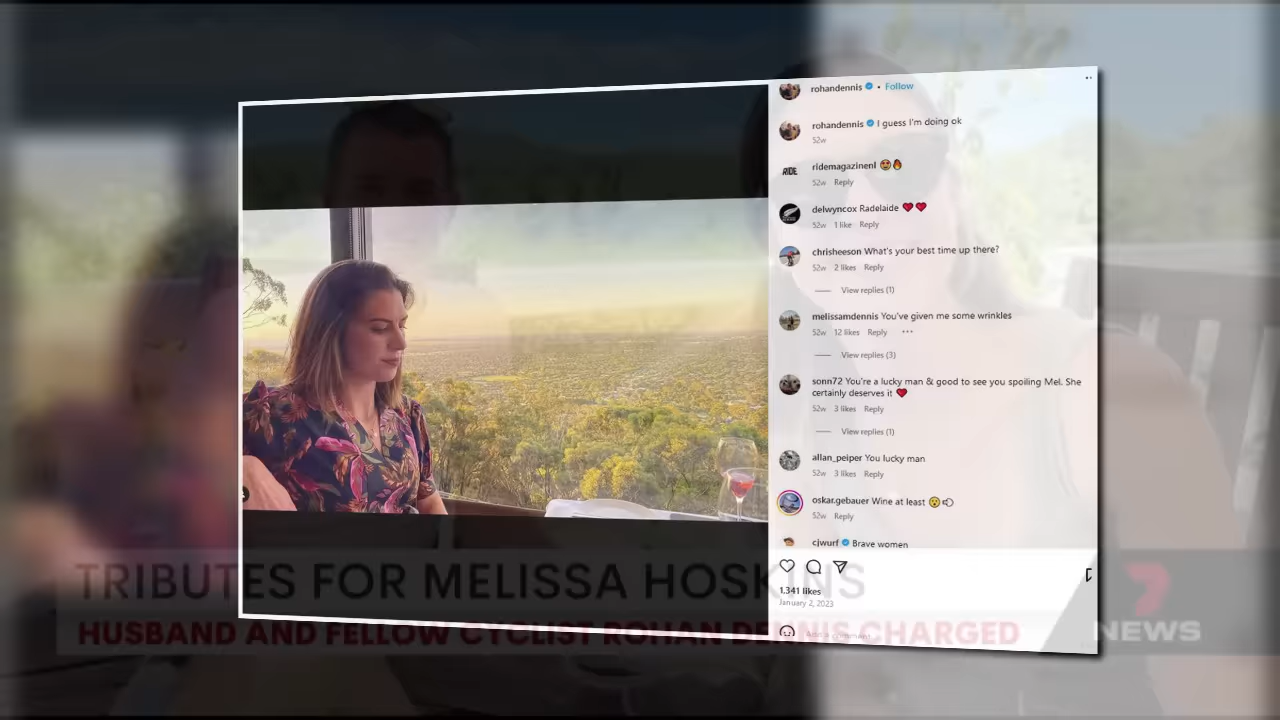 rohandennis • Follow
rohandennis I guess I'm doing ok
52w
RIDE
ridemagazinenl
52w Reply
delwyncox Radelaide
52w 1 like Reply
chrisheeson What's your best time up there?
52w 2 likes Reply
View replies (1)
melissamdennis You've given me some wrinkles
52w 12 likes Reply •••
View replies (3)
sonn72 You're a lucky man & good to see you spoiling Mel. She
certainly deserves it
52w 3 likes Reply
View replies (1)
allan_peiper You lucky man
52w 3 likes Reply
oskar.gebauer Wine at least
52w Reply
cjwurf Brave women
1,341 likes
January 2, 2023
Add a comment...
TRIBUTES FOR MELISSA HOSKINS
HUSBAND AND FELLOW CYCLIST ROHAN DENNIS CHARGED
7
NEWS